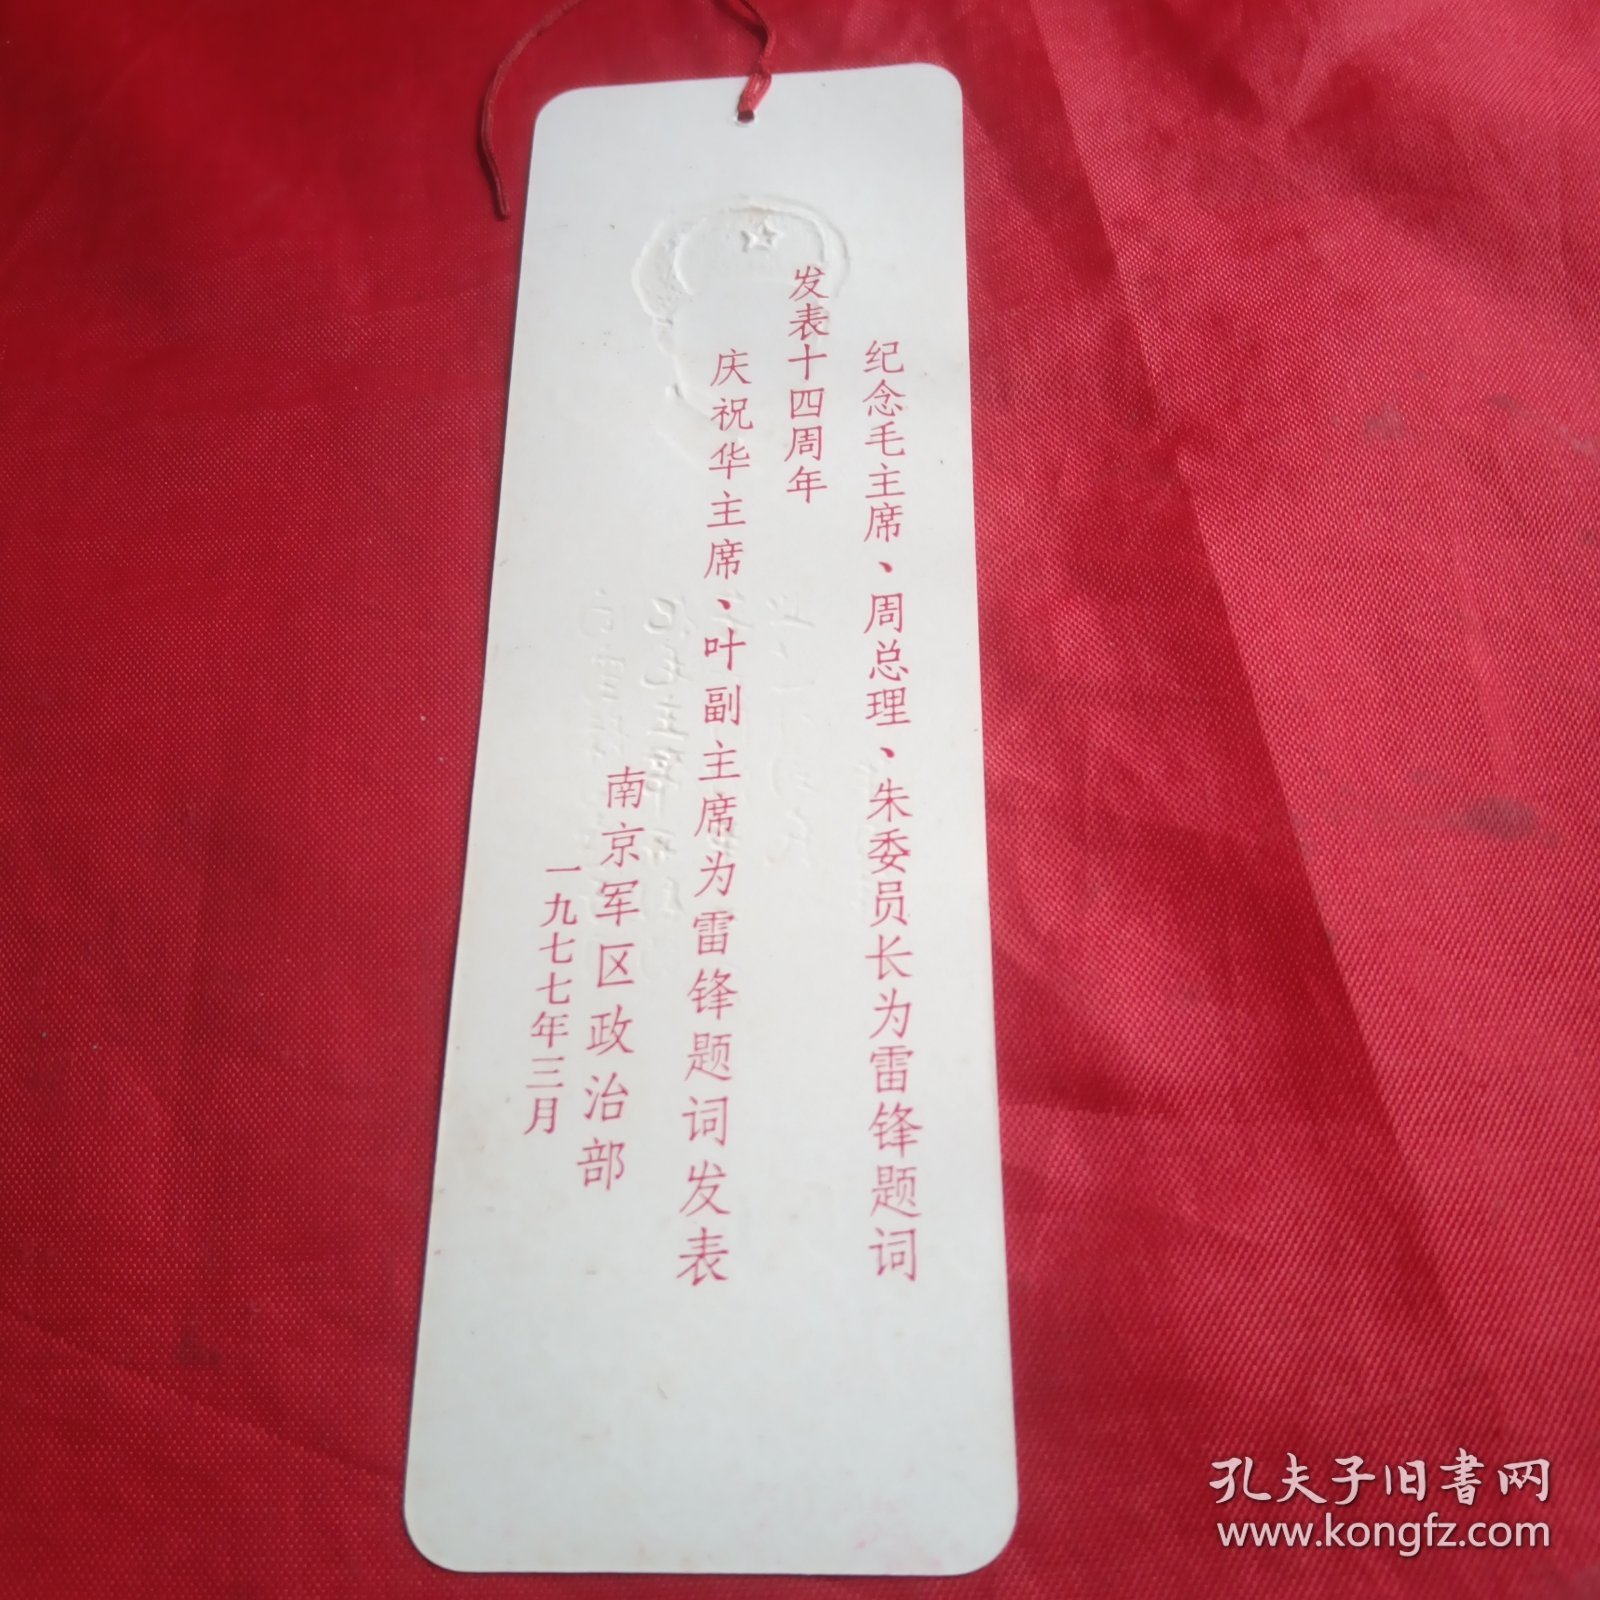 纪念毛主席、周总理、朱委员长为雷锋题词
发表十四周年
庆祝华主席、叶副主席为雷锋题词发表
南京军区政治部
一九七七年三月
孔夫子旧书网
www.kongfz.com